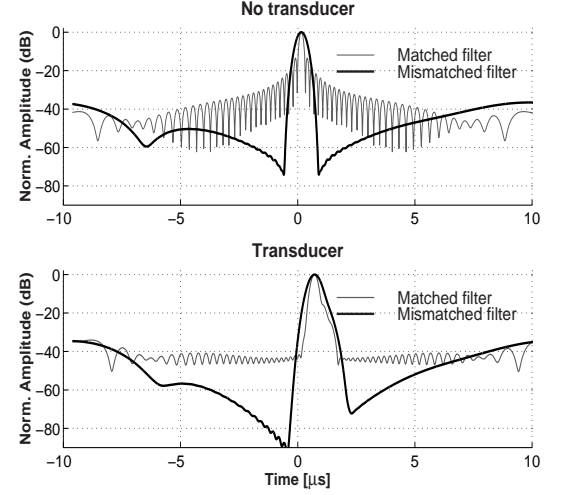 No transducer
Norm. Amplitude (dB)
0
−20
−40
−60
−80
Matched filter
Mismatched filter
−10
−5
0
5
10
Transducer
Norm. Amplitude (dB)
0
−20
−40
−60
−80
Matched filter
Mismatched filter
−10
−5
0
5
10
Time [μs]